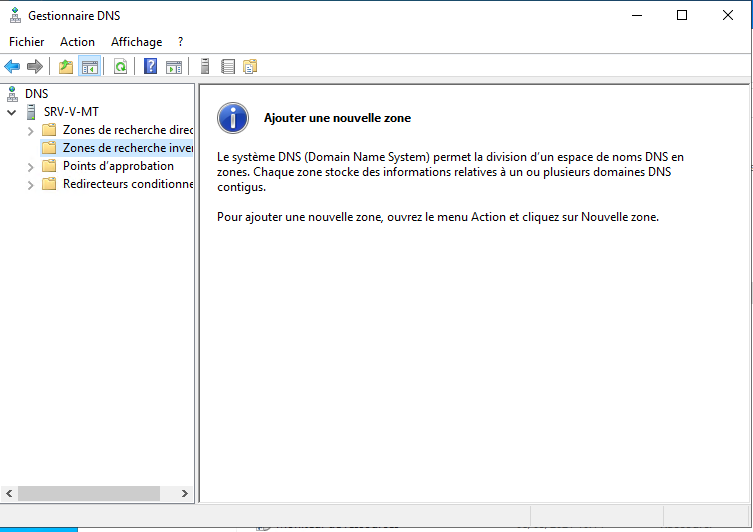 Gestionnaire DNS
Fichier Action Affichage ?
DNS
SRV-V-MT
Zones de recherche direc
Zones de recherche inver
Points d'approbation
Redirecteurs conditionne
Ajouter une nouvelle zone
Le système DNS (Domain Name System) permet la division d'un espace de noms DNS en
zones. Chaque zone stocke des informations relatives à un ou plusieurs domaines DNS
contigus.
Pour ajouter une nouvelle zone, ouvrez le menu Action et cliquez sur Nouvelle zone.